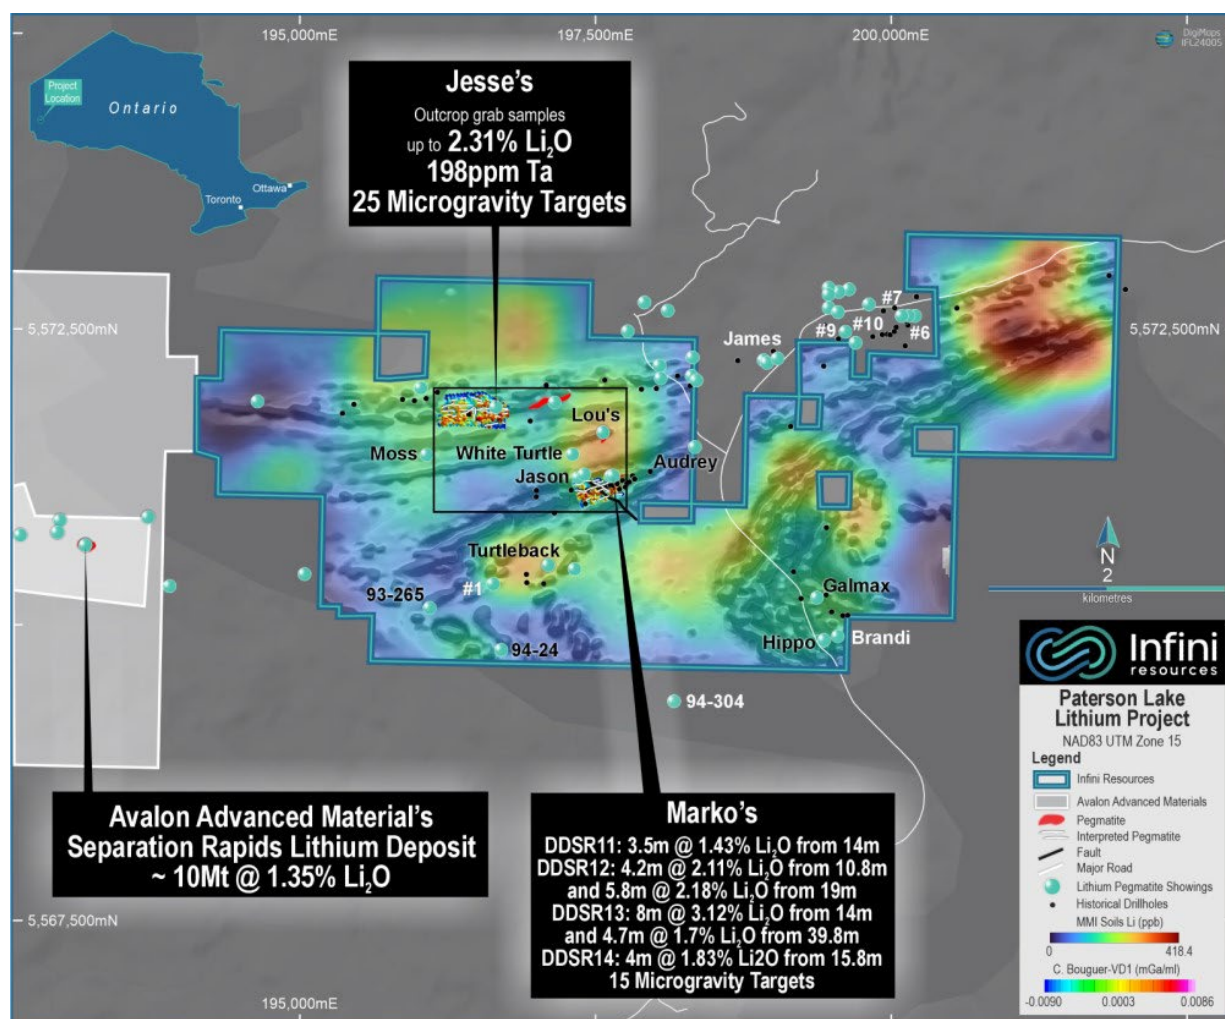 195,000mE
197,500mE
200,000mE
DigiMaps
IFL24005
Project
Location
Ontario
Ottawa
Toronto
Jesse's
Outcrop grab samples
up to 2.31% Li₂O
198ppm Ta
25 Microgravity Targets
5,572,500mN
5,572,500mN
#7
#9
#10
#6
James
Lou's
Moss
White Turtle
Audrey
Jason
Turtleback
#1
93-265
94-24
Galmax
Hippo
Brandi
94-304
N
2
kilometres
Avalon Advanced Material's
Separation Rapids Lithium Deposit
~ 10Mt @ 1.35% Li₂O
Marko's
DDSR11: 3.5m @ 1.43% Li₂O from 14m
DDSR12: 4.2m @ 2.11% Li₂O from 10.8m
and 5.8m @ 2.18% Li₂O from 19m
DDSR13: 8m @ 3.12% Li₂O from 14m
and 4.7m @ 1.7% Li₂O from 39.8m
DDSR14: 4m @ 1.83% Li2O from 15.8m
15 Microgravity Targets
5,567,500mN
195,000mE
Infini
resources
Paterson Lake
Lithium Project
NAD83 UTM Zone 15
Legend
Infini Resources
Avalon Advanced Materials
Pegmatite
Interpreted Pegmatite
Fault
Major Road
Lithium Pegmatite Showings
Historical Drillholes
MMI Soils Li (ppb)
0 418.4
C. Bouguer-VD1 (mGa/ml)
-0.0090 0.0003 0.0086